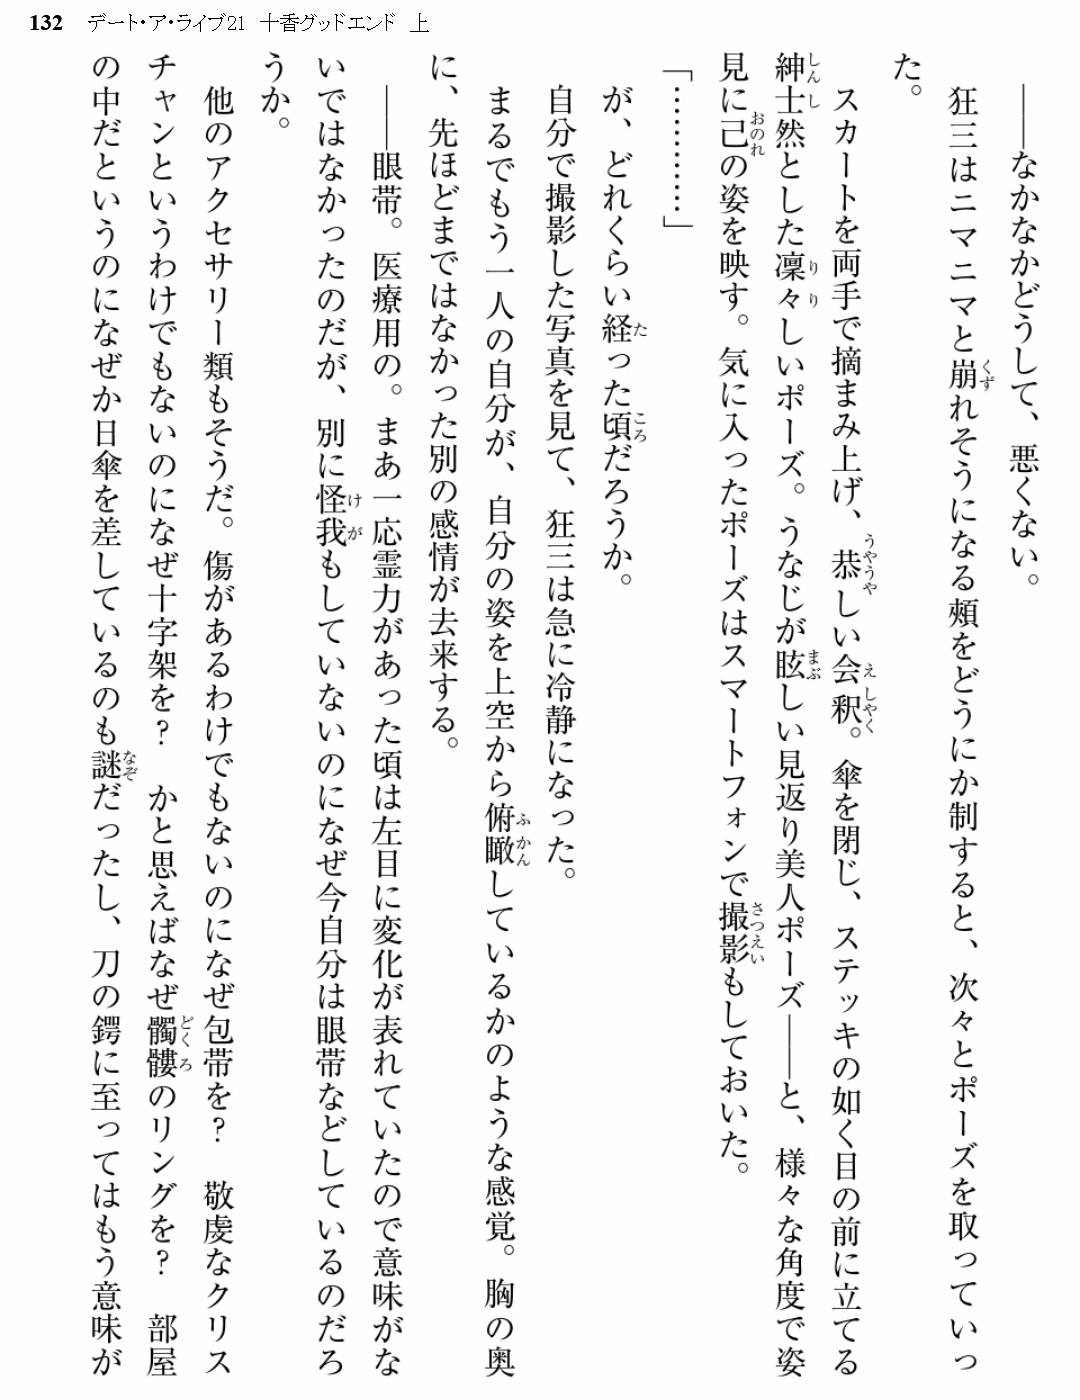 132　デート・ア・ライブ21　十香グッドエンド　上
――なかなかどうして、悪くない。
狂三はニマニマと崩れそうになる頰をどうにか制すると、次々とポーズを取っていっ
た。
スカートを両手で摘まみ上げ、恭しい会釈。傘を閉じ、ステッキの如く目の前に立てる
紳士然とした凜々しいポーズ。うなじが眩しい見返り美人ポーズ――と、様々な角度で姿
見に己の姿を映す。気に入ったポーズはスマートフォンで撮影もしておいた。
「…………」
が、どれくらい経った頃だろうか。
自分で撮影した写真を見て、狂三は急に冷静になった。
まるでもう一人の自分が、自分の姿を上空から俯瞰しているかのような感覚。胸の奥
に、先ほどまではなかった別の感情が去来する。
――眼帯。医療用の。まあ一応霊力があった頃は左目に変化が表れていたので意味がな
いではなかったのだが、別に怪我もしていないのになぜ今自分は眼帯などしているのだろ
うか。
他のアクセサリー類もそうだ。傷があるわけでもないのになぜ包帯を？　敬虔なクリス
チャンというわけでもないのになぜ十字架を？　かと思えばなぜ髑髏のリングを？　部屋
の中だというのになぜか日傘を差しているのも謎だったし、刀の鍔に至ってはもう意味が